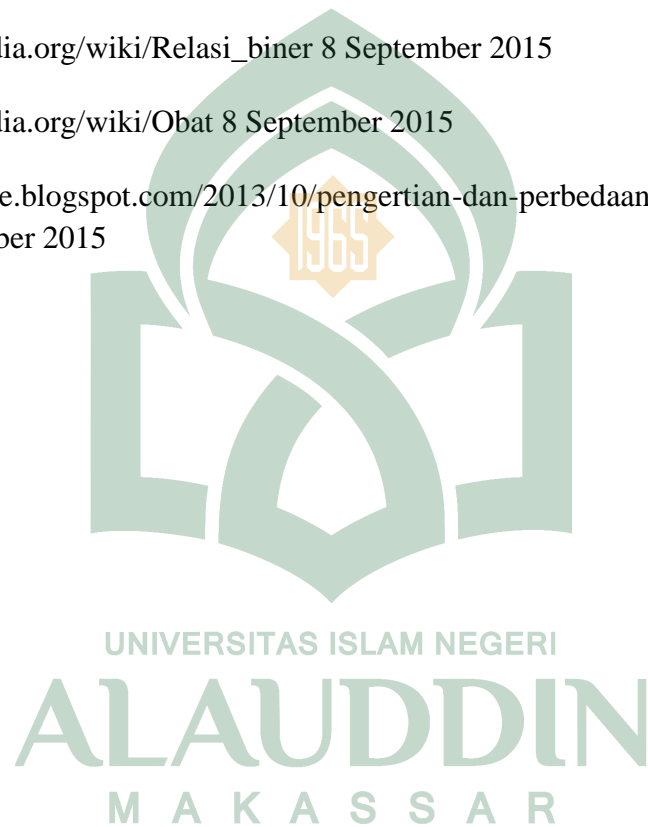 dia.org/wiki/Relasi_biner 8 September 2015
dia.org/wiki/Obat 8 September 2015
e.blogspot.com/2013/10/pengertian-dan-perbedaan
ber 2015
1965
UNIVERSITAS ISLAM NEGERI
ALAUDDIN
MAKASSAR